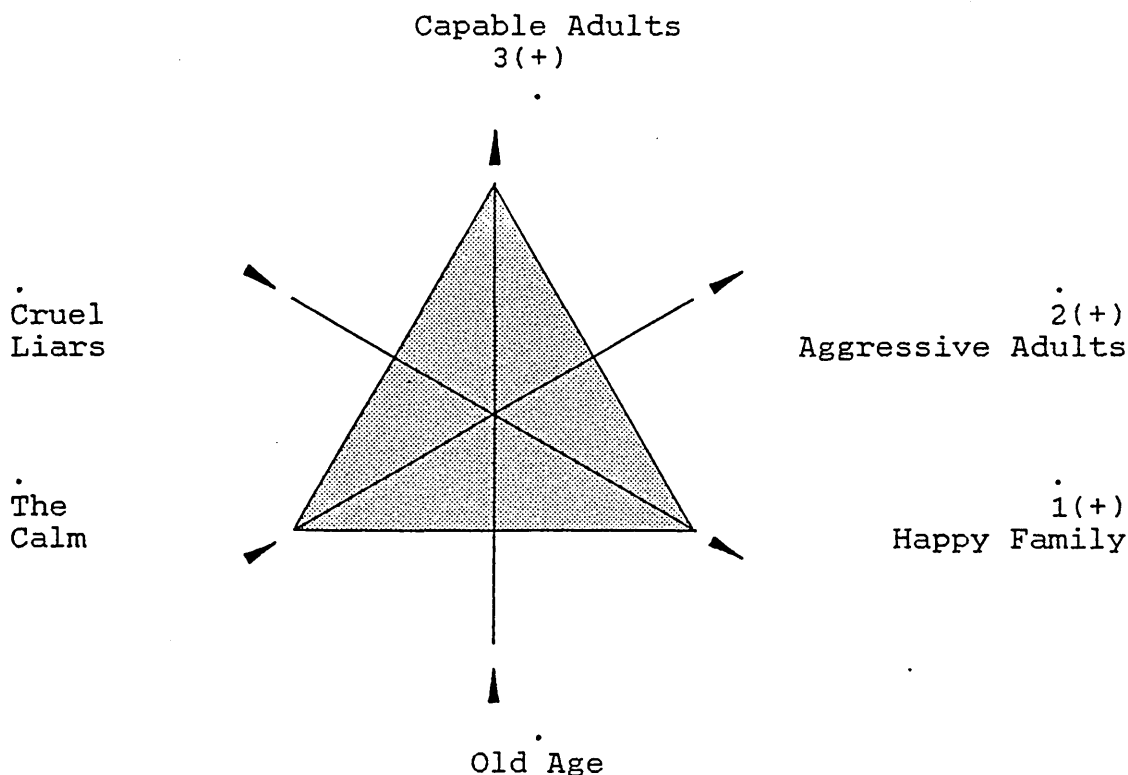 Capable Adults
3(+)
Cruel
Liars
2(+)
Aggressive Adults
The
Calm
1(+)
Happy Family
Old Age